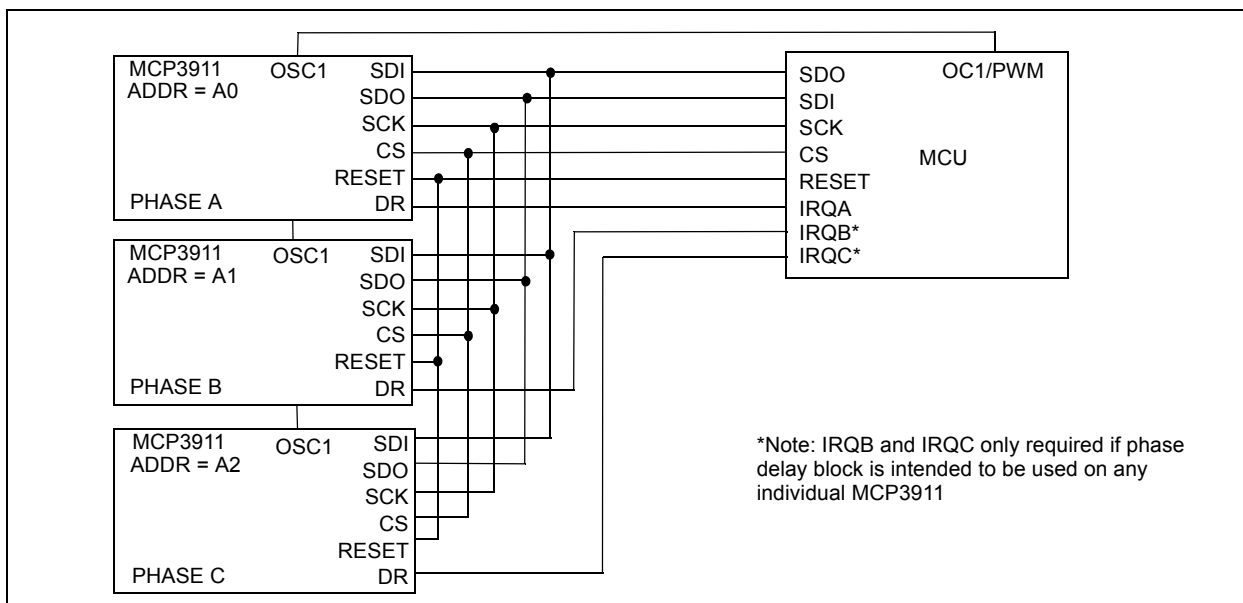 MCP3911 OSC1 SDI
ADDR = A0 SDO
SCK
CS
RESET
PHASE A DR
MCP3911 OSC1 SDI
ADDR = A1 SDO
SCK
CS
RESET
PHASE B DR
MCP3911 OSC1 SDI
ADDR = A2 SDO
SCK
CS
RESET
PHASE C DR
SDO OC1/PWM
SDI
SCK
CS MCU
RESET
IRQA
IRQB*
IRQC*
*Note: IRQB and IRQC only required if phase
delay block is intended to be used on any
individual MCP3911